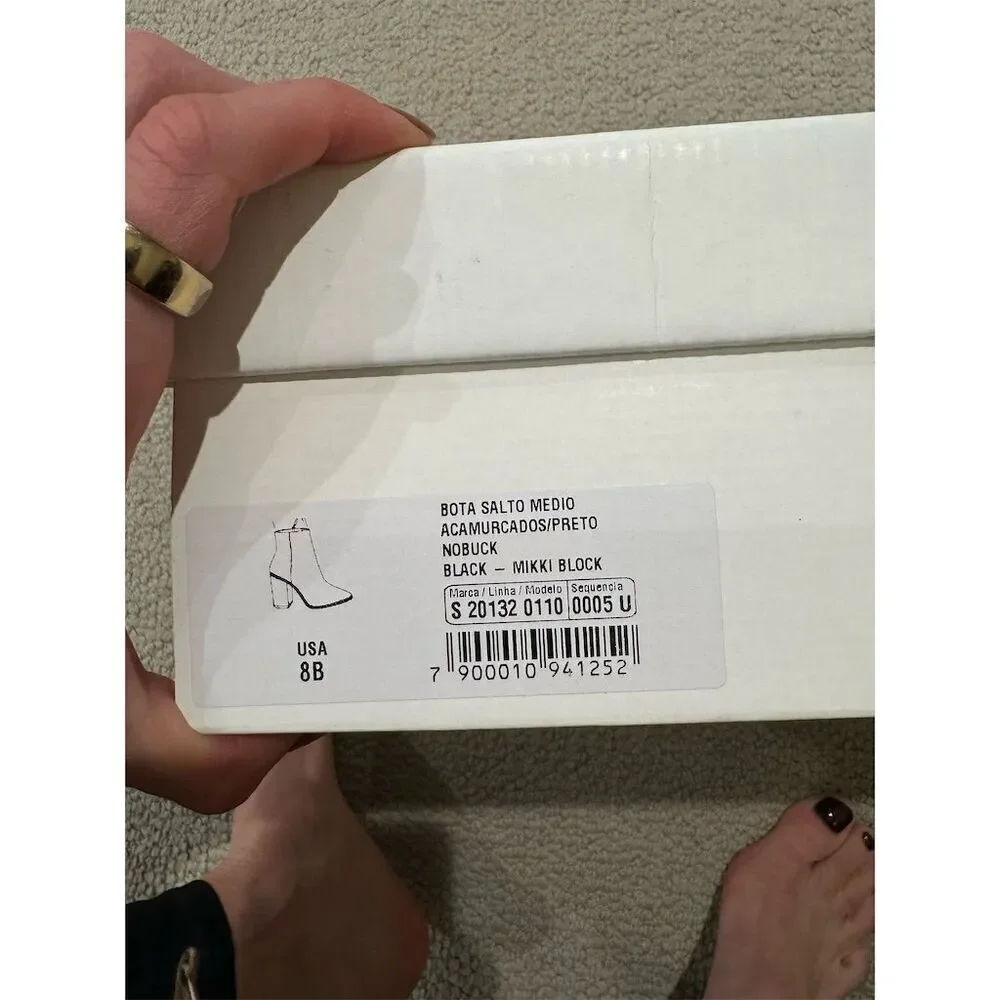 BOTA SALTO MEDIO
ACAMURCADOS/PRETO
NOBUCK
BLACK – MIKKI BLOCK
Marca / Linha / Modelo Sequencia
S 20132 0110 0005 U
7 900010 941252
USA
8B